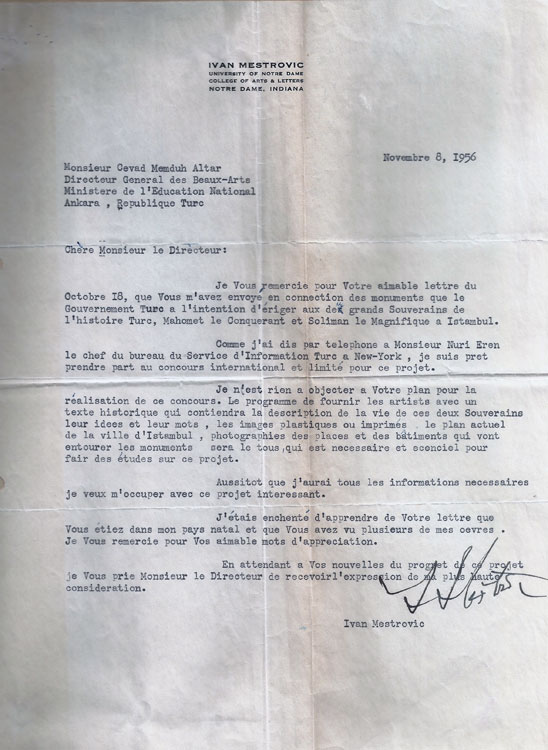 IVAN MESTROVIC
UNIVERSITY OF NOTRE DAME
COLLEGE OF ARTS & LETTERS
NOTRE DAME, INDIANA
Novembre 8, 1956
Monsieur Cevad Memduh Altar
Directeur General des Beaux-Arts
Ministere de l'Education National
Ankara , Republique Turc
Chère Monsieur le Directeur:
Je Vous remercie pour Votre aimable lettre du
Octobre I8, que Vous m'avez envoyé en connection des monuments que le
Gouvernement Turc a l'intention d'ériger aux des grands Souverains de
l'histoire Turc, Mahomet le Conquerant et Soliman le Magnifique a Istambul.
Comme j'ai dis par telephone a Monsieur Nuri Eren
le chef du bureau du Service d'Information Turc a New-York , je suis pret
prendre part au concours international et limité pour ce projet.
Je n'est rien a objecter a Votre plan pour la
réalisation de ce concours. Le programme de fournir les artists avec un
texte historique qui contiendra la description de la vie de ces deux Souverains
leur idees et leur mots , les images plastiques ou imprimés le plan actuel
de la ville d'Istambul , photographies des places et des bâtiments qui vont
entourer les monuments sera le tous,qui est necessaire et ecenciel pour
fair des études sur ce projet.
Aussitot que j'aurai tous les informations necessaires
je veux m'occuper avec ce projet interessant.
J'étais enchenté d'apprendre de Votre lettre que
Vous etiez dans mon pays natal et que Vous avez vu plusieurs de mes oevres.
Je Vous remercie pour Vos aimable mots d'appreciation.
En attendant a Vos nouvelles du progret de ce projet
je Vous prie Monsieur le Directeur de recevoirl'expression de ma plus haute
consideration.
Ivan Mestrovic